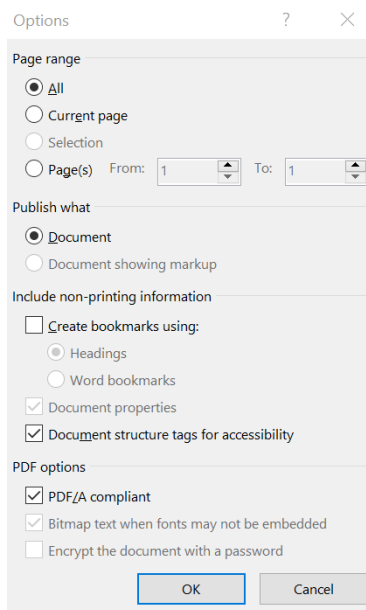 Options ?
Page range
All
Current page
Selection
Page(s) From: 1 To: 1
Publish what
Document
Document showing markup
Include non-printing information
Create bookmarks using:
Headings
Word bookmarks
Document properties
Document structure tags for accessibility
PDF options
PDF/A compliant
Bitmap text when fonts may not be embedded
Encrypt the document with a password
OK Cancel